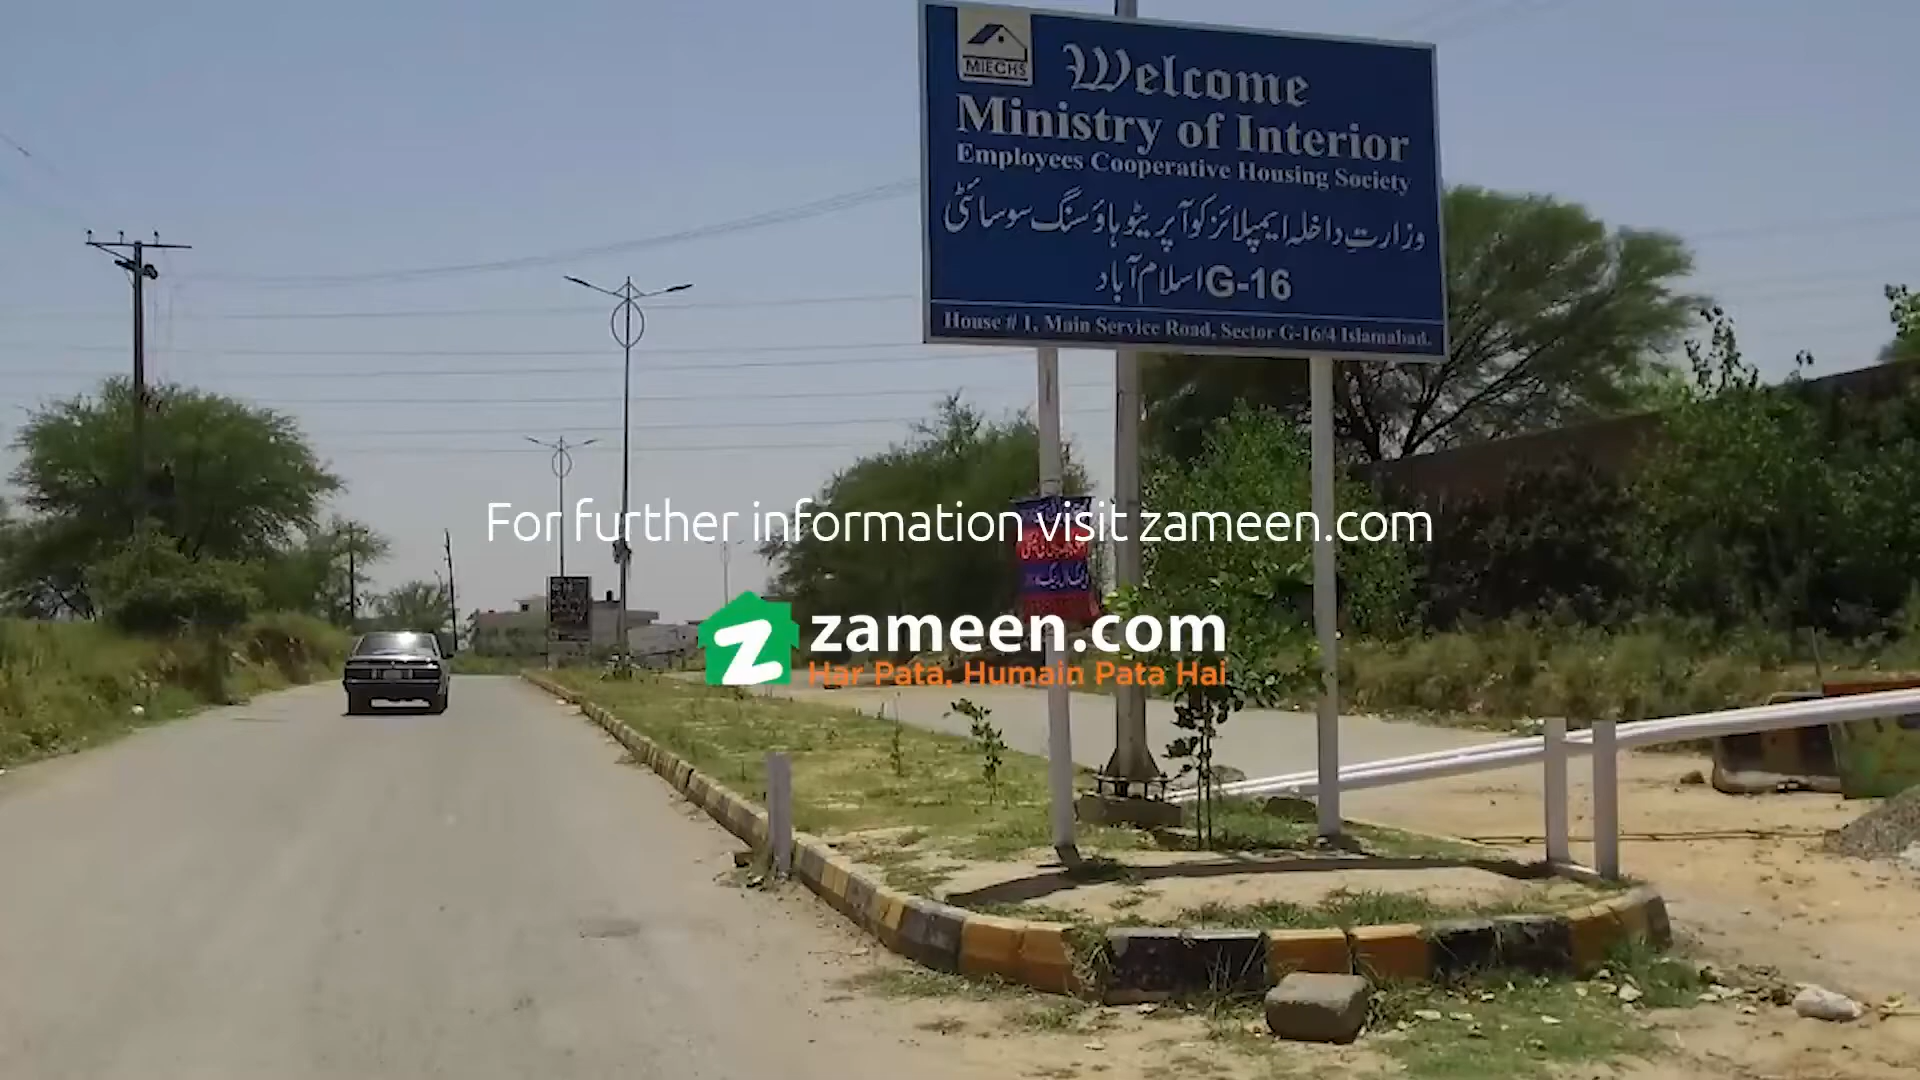 MIECHS
Welcome
Ministry of Interior
Employees Cooperative Housing Society
وزارتِ داخلہ ایمپلائز کوآپریٹو ہاؤسنگ سوسائٹی
G-16 اسلام آباد
House # 1, Main Service Road, Sector G-16/4 Islamabad.
For further information visit zameen.com
zameen.com
Har Pata, Humain Pata Hai